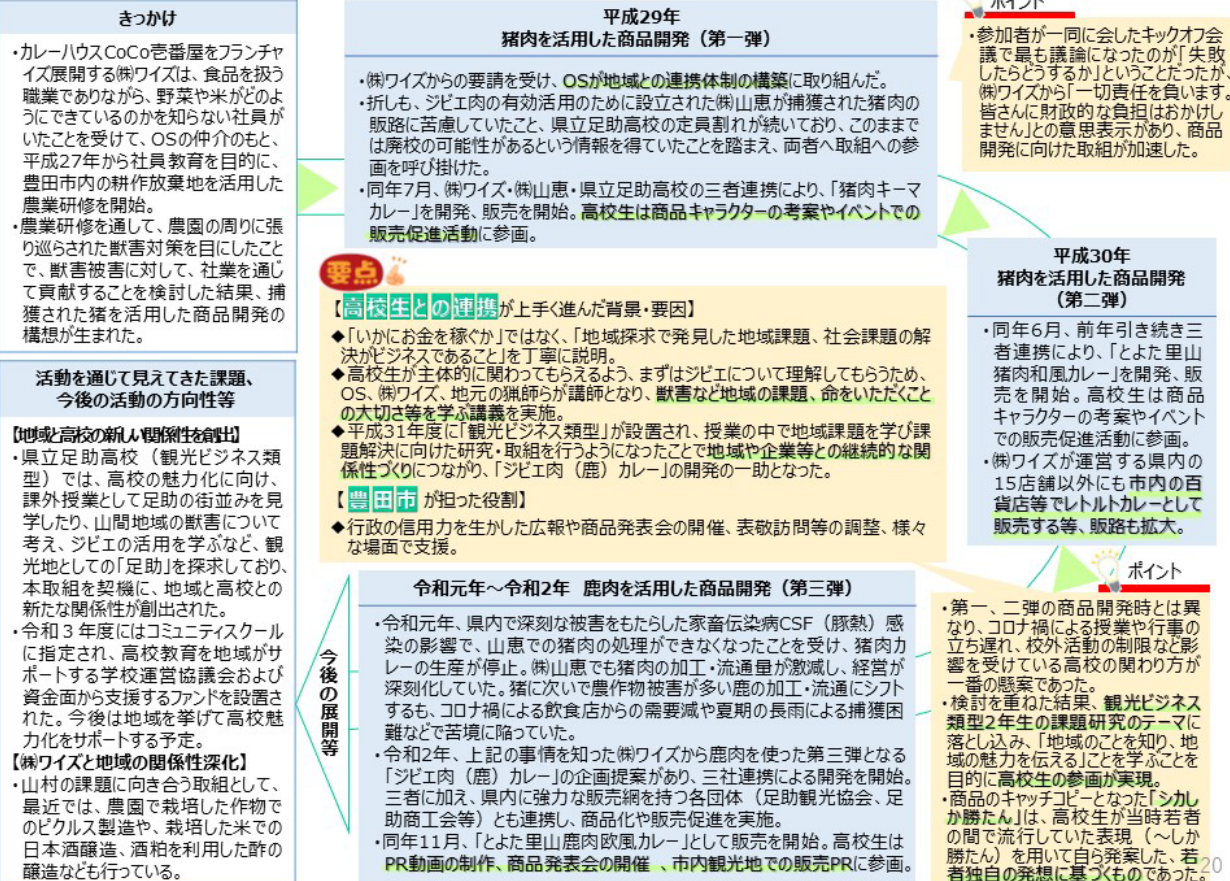 きっかけ
・カレーハウスCoCo壱番屋をフランチャ
イズ展開する㈱ワイズは、食品を扱う
職業でありながら、野菜や米がどのよ
うにできているのかを知らない社員が
いたことを受けて、OSの仲介のもと、
平成27年から社員教育を目的に、
豊田市内の耕作放棄地を活用した
農業研修を開始。
・農業研修を通して、農園の周りに張
り巡らされた獣害対策を目にしたこと
で、獣害被害に対して、社業を通じ
て貢献することを検討した結果、捕
獲された猪を活用した商品開発の
構想が生まれた。
平成29年
猪肉を活用した商品開発（第一弾）
・㈱ワイズからの要請を受け、OSが地域との連携体制の構築に取り組んだ。
・折しも、ジビエ肉の有効活用のために設立された㈱山恵が捕獲された猪肉の
販路に苦慮していたこと、県立足助高校の定員割れが続いており、このままで
は廃校の可能性があるという情報を得ていたことを踏まえ、両者へ取組への参
画を呼び掛けた。
・同年7月、㈱ワイズ・㈱山恵・県立足助高校の三者連携により、「猪肉キーマ
カレー」を開発、販売を開始。高校生は商品キャラクターの考案やイベントでの
販売促進活動に参画。
ポイント
・参加者が一同に会したキックオフ会
議で最も議論になったのが「失敗
したらどうするか」ということだったが、
㈱ワイズから「一切責任を負います。
皆さんに財政的な負担はおかけし
ません」との意思表示があり、商品
開発に向けた取組が加速した。
平成30年
猪肉を活用した商品開発
（第二弾）
・同年6月、前年引き続き三
者連携により、「とよた里山
猪肉和風カレー」を開発、販
売を開始。高校生は商品
キャラクターの考案やイベント
での販売促進活動に参画。
・㈱ワイズが運営する県内の
15店舗以外にも市内の百
貨店等でレトルトカレーとして
販売する等、販路も拡大。
要点
【高校生との連携が上手く進んだ背景・要因】
◆「いかにお金を稼ぐか」ではなく、「地域探求で発見した地域課題、社会課題の解
決がビジネスであること」を丁寧に説明。
◆高校生が主体的に関わってもらえるよう、まずはジビエについて理解してもらうため、
OS、㈱ワイズ、地元の猟師らが講師となり、獣害など地域の課題、命をいただくこと
の大切さ等を学ぶ講義を実施。
◆平成31年度に「観光ビジネス類型」が設置され、授業の中で地域課題を学び課
題解決に向けた研究・取組を行うようになったことで地域や企業等との継続的な関
係性づくりにつながり、「ジビエ肉（鹿）カレー」の開発の一助となった。
【豊田市が担った役割】
◆行政の信用力を生かした広報や商品発表会の開催、表敬訪問等の調整、様々
な場面で支援。
令和元年～令和2年 鹿肉を活用した商品開発（第三弾）
・令和元年、県内で深刻な被害をもたらした家畜伝染病CSF（豚熱）感
染の影響で、山恵での猪肉の処理ができなくなったことを受け、猪肉カ
レーの生産が停止。㈱山恵でも猪肉の加工・流通量が激減し、経営が
深刻化していた。猪に次いで農作物被害が多い鹿の加工・流通にシフト
するも、コロナ禍による飲食店からの需要減や夏期の長雨による捕獲困
難などで苦境に陥っていた。
・令和2年、上記の事情を知った㈱ワイズから鹿肉を使った第三弾となる
「ジビエ肉（鹿）カレー」の企画提案があり、三社連携による開発を開始。
三者に加え、県内に強力な販売網を持つ各団体（足助観光協会、足
助商工会等）とも連携し、商品化や販売促進を実施。
・同年11月、「とよた里山鹿肉欧風カレー」として販売を開始。高校生は
PR動画の制作、商品発表会の開催、市内観光地での販売PRに参画。
ポイント
・第一、二弾の商品開発時とは異
なり、コロナ禍による授業や行事の
立ち遅れ、校外活動の制限など影
響を受けている高校の関わり方が
一番の懸案であった。
・検討を重ねた結果、観光ビジネス
類型2年生の課題研究のテーマに
落とし込み、「地域のことを知り、地
域の魅力を伝える」ことを学ぶことを
目的に高校生の参画が実現。
・商品のキャッチコピーとなった「シカし
か勝たん」は、高校生が当時若者
の間で流行していた表現（～しか
勝たん）を用いて自ら発案した、若
者独自の発想に基づくものであった。
今後の展開等
活動を通じて見えてきた課題、
今後の活動の方向性等
【地域と高校の新しい関係性を創出】
・県立足助高校（観光ビジネス類
型）では、高校の魅力化に向け、
課外授業として足助の街並みを見
学したり、山間地域の獣害について
考え、ジビエの活用を学ぶなど、観
光地としての「足助」を探求しており、
本取組を契機に、地域と高校との
新たな関係性が創出された。
・令和３年度にはコミュニティスクール
に指定され、高校教育を地域がサ
ポートする学校運営協議会および
資金面から支援するファンドを設置さ
れた。今後は地域を挙げて高校魅
力化をサポートする予定。
【㈱ワイズと地域の関係性深化】
・山村の課題に向き合う取組として、
最近では、農園で栽培した作物で
のピクルス製造や、栽培した米での
日本酒醸造、酒粕を利用した酢の
醸造なども行っている。
20